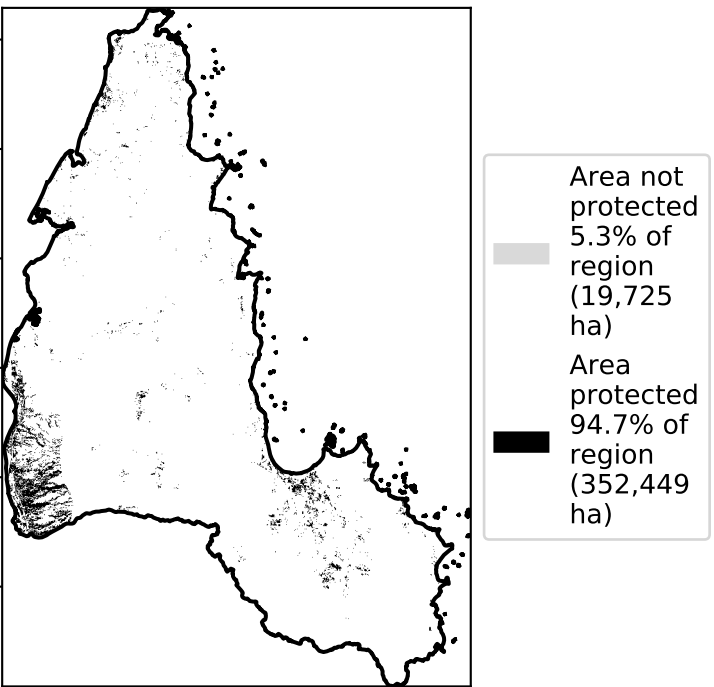 Area not
protected
5.3% of
region
(19,725
ha)
Area
protected
94.7% of
region
(352,449
ha)